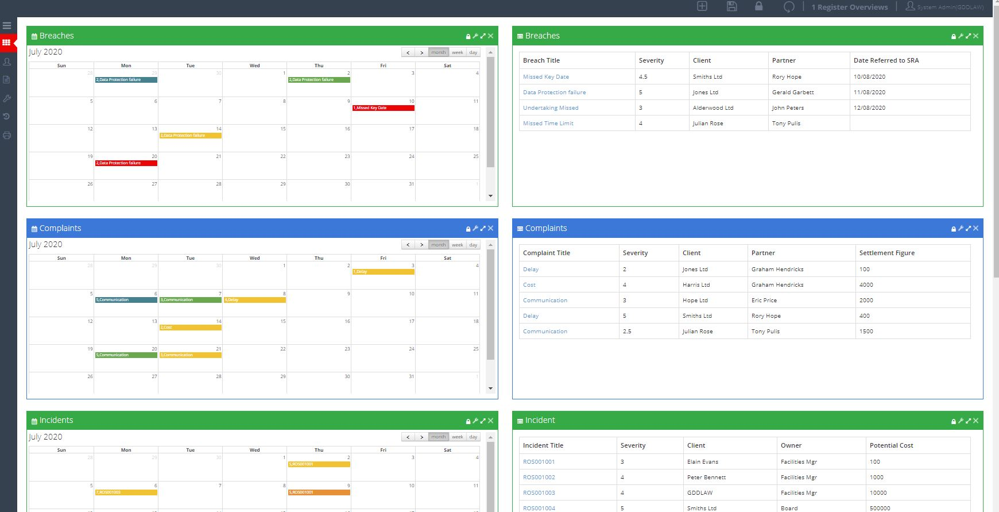 1 Register Overviews System Admin(GDDLAW)
Breaches
July 2020
month week day
Sun Mon Tue Wed Thu Fri Sat
28 29 30 1 2 3 4
2,Data Protection failure 2,Data Protection failure
5 6 7 8 9 10 11
1,Missed Key Date
12 13 14 15 16 17 18
2,Data Protection failure
19 20 21 22 23 24 25
2,Data Protection failure
26 27 28 29 30 31 1
Breaches
Breach Title Severity Client Partner Date Referred to SRA
Missed Key Date 4.5 Smiths Ltd Rory Hope 10/08/2020
Data Protection failure 5 Jones Ltd Gerald Garbett 11/08/2020
Undertaking Missed 3 Alderwood Ltd John Peters 12/08/2020
Missed Time Limit 4 Julian Rose Tony Pulis
Complaints
July 2020
month week day
Sun Mon Tue Wed Thu Fri Sat
28 29 30 1 2 3 4
1,Delay
5 6 7 8 9 10 11
5,Communication 3,Communication 4,Delay
12 13 14 15 16 17 18
2,Cost
19 20 21 22 23 24 25
5,Communication 3,Communication
26 27 28 29 30 31 1
Complaints
Complaint Title Severity Client Partner Settlement Figure
Delay 2 Jones Ltd Graham Hendricks 100
Cost 4 Harris Ltd Graham Hendricks 4000
Communication 3 Hope Ltd Eric Price 2000
Delay 5 Smiths Ltd Rory Hope 400
Communication 2.5 Julian Rose Tony Pulis 1500
Incidents
July 2020
month week day
Sun Mon Tue Wed Thu Fri Sat
28 29 30 1 2 3 4
5,ROS001001
5 6 7 8 9 10 11
7,ROS001003 5,ROS001001
Incident
Incident Title Severity Client Owner Potential Cost
ROS001001 3 Elain Evans Facilities Mgr 100
ROS001002 4 Peter Bennett Facilities Mgr 1000
ROS001003 4 GDDLAW Facilities Mgr 10000
ROS001004 5 Smiths Ltd Board 500000